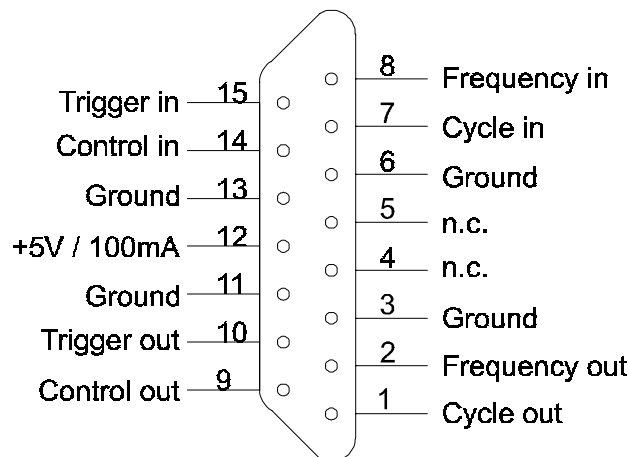 8 Frequency in
Trigger in 15
7 Cycle in
Control in 14
6 Ground
Ground 13
5 n.c.
+5V / 100mA 12
4 n.c.
Ground 11
3 Ground
Trigger out 10
2 Frequency out
Control out 9
1 Cycle out